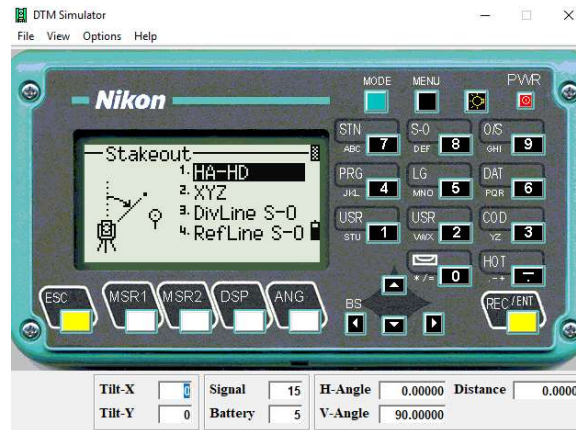 DTM Simulator
File View Options Help
Nikon
MODE MENU PWR
Stakeout
1. HA-HD
2. XYZ
3. DivLine S-O
4. RefLine S-O
STN ABC 7
S-O DEF 8
O/S GHI 9
PRG JKL 4
LG MNO 5
DAT PQR 6
USR STU 1
USR VWX 2
COD YZ 3
*/= 0
HOT .-+ –.
ESC MSR1 MSR2 DSP ANG
BS
REC/ENT
Tilt-X 0 Signal 15 H-Angle 0.00000 Distance 0.0000
Tilt-Y 0 Battery 5 V-Angle 90.00000